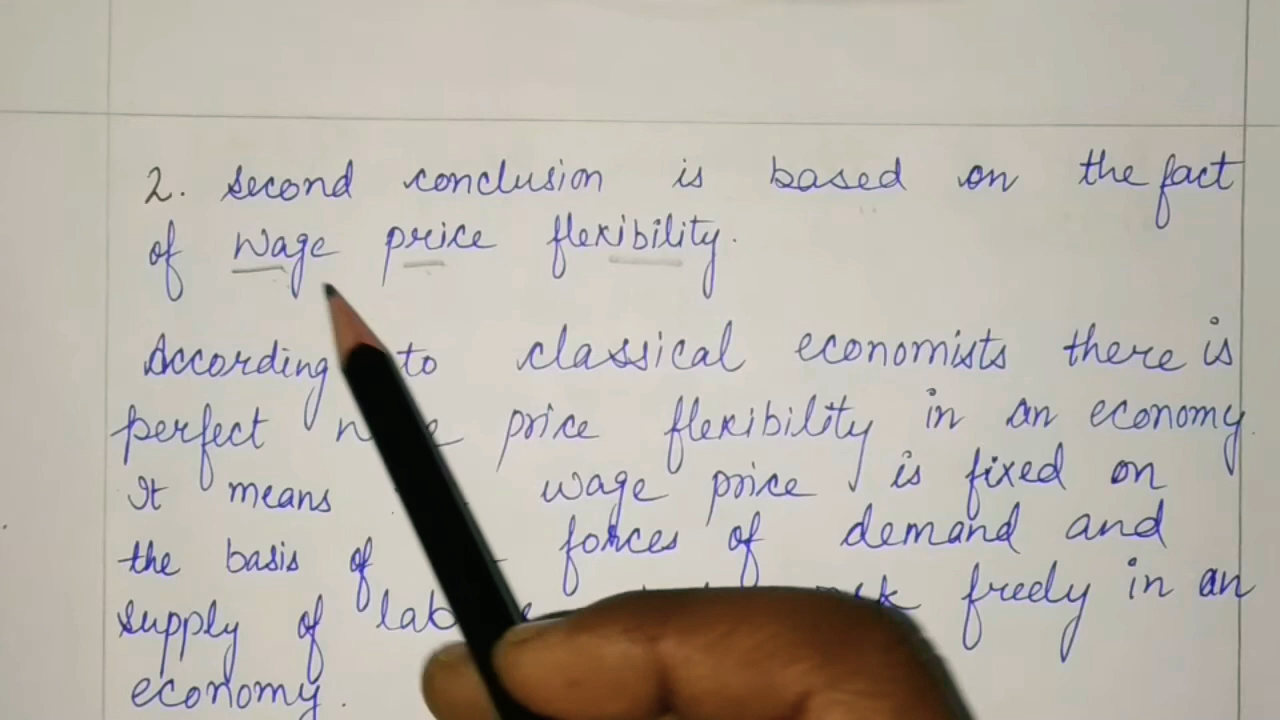 2. Second conclusion is based on the fact
of Wage price flexibility.
According to classical economists there is
perfect price flexibility in an economy.
It means wage price is fixed on
the basis of forces of demand and
supply of freely in an
economy.